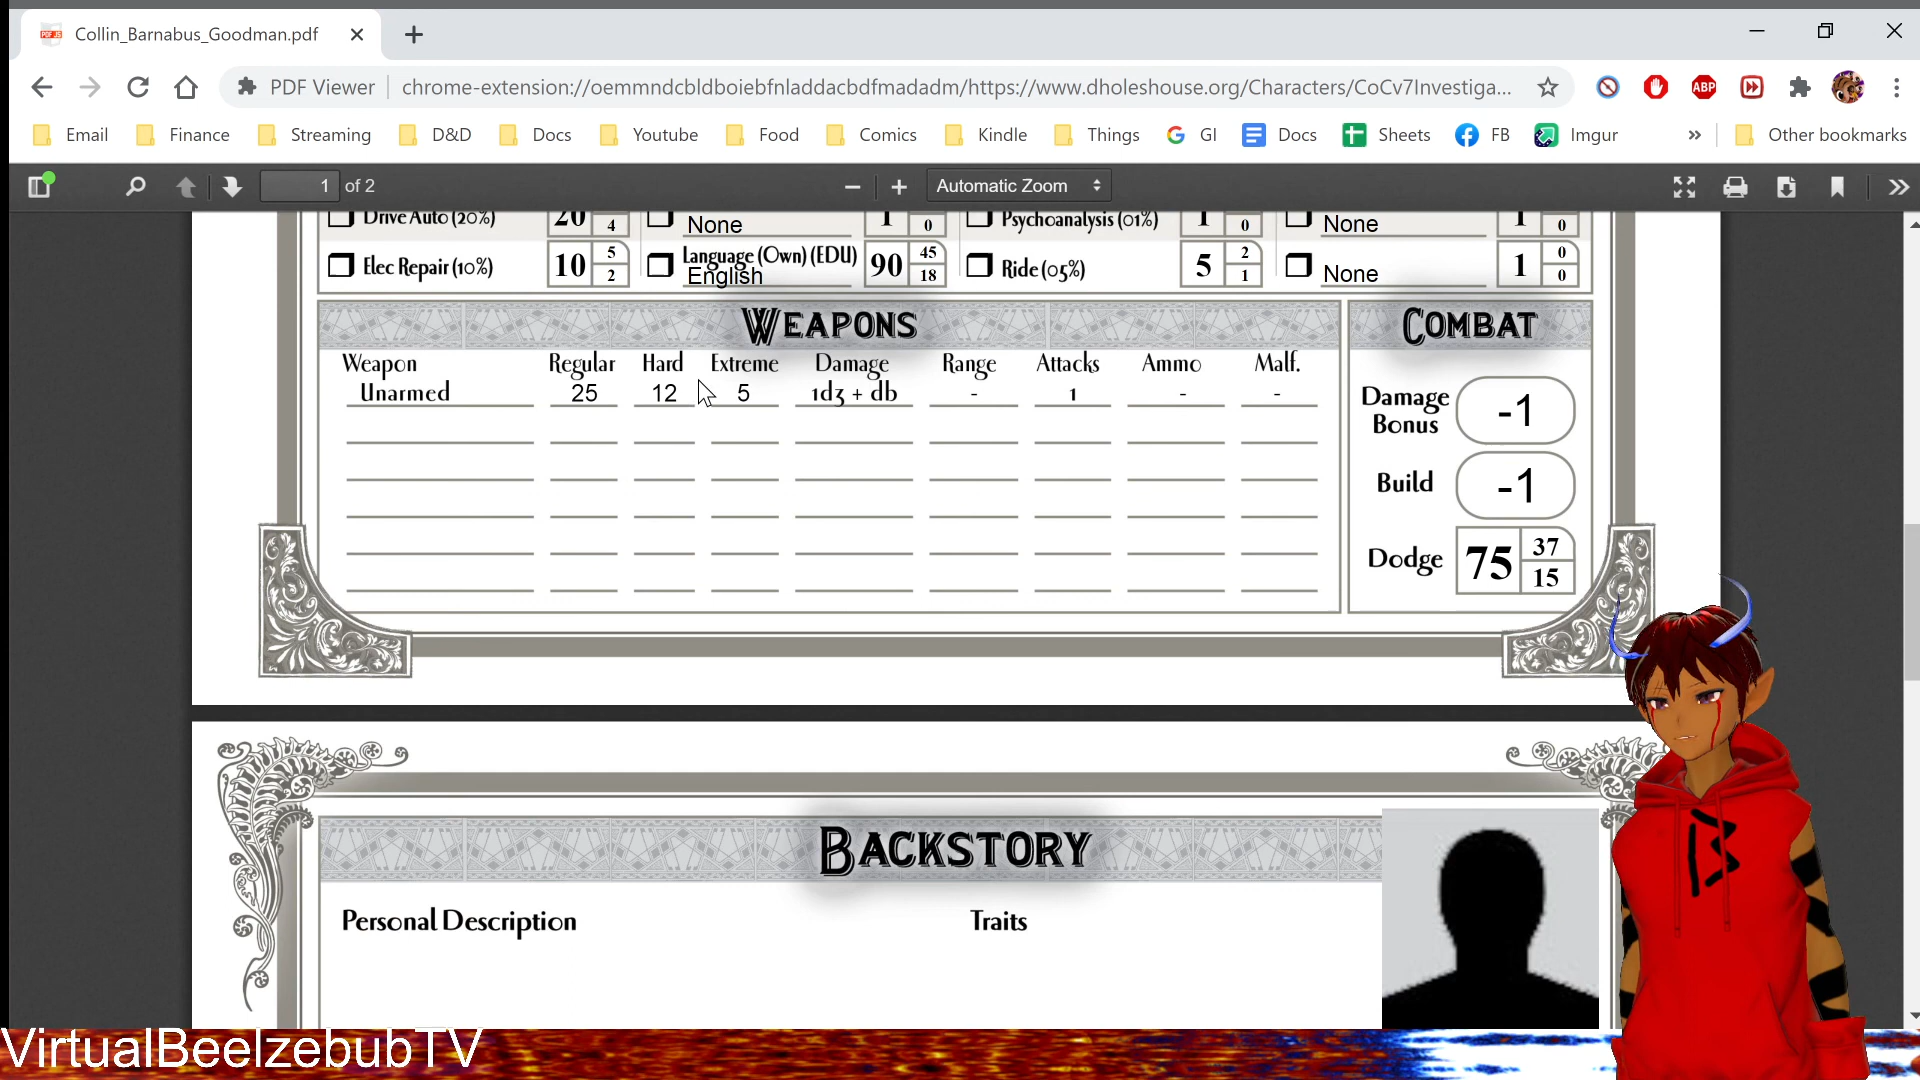 Collin_Barnabus_Goodman.pdf
PDF Viewer chrome-extension://oemmndcbldboiebfnladdacbdfmadadm/https://www.dholeshouse.org/Characters/CoCv7Investiga... ABP
Email Finance Streaming D&D Docs Youtube Food Comics Kindle Things GI Docs Sheets FB Imgur » Other bookmarks
1 of 2 Automatic Zoom
Drive Auto (20%) 20 4 None 1 0 Psychoanalysis (01%) 1 0 None 1 0
Elec Repair (10%) 10 5 2 Language (Own) (EDU) English 90 45 18 Ride (05%) 5 2 1 None 1 0 0
Weapons Combat
Weapon Regular Hard Extreme Damage Range Attacks Ammo Malf.
Unarmed 25 12 5 1d3 + db - 1 - -
Damage Bonus -1
Build -1
Dodge 75 37 15
Backstory
Personal Description Traits
B
VirtualBeelzebubTV